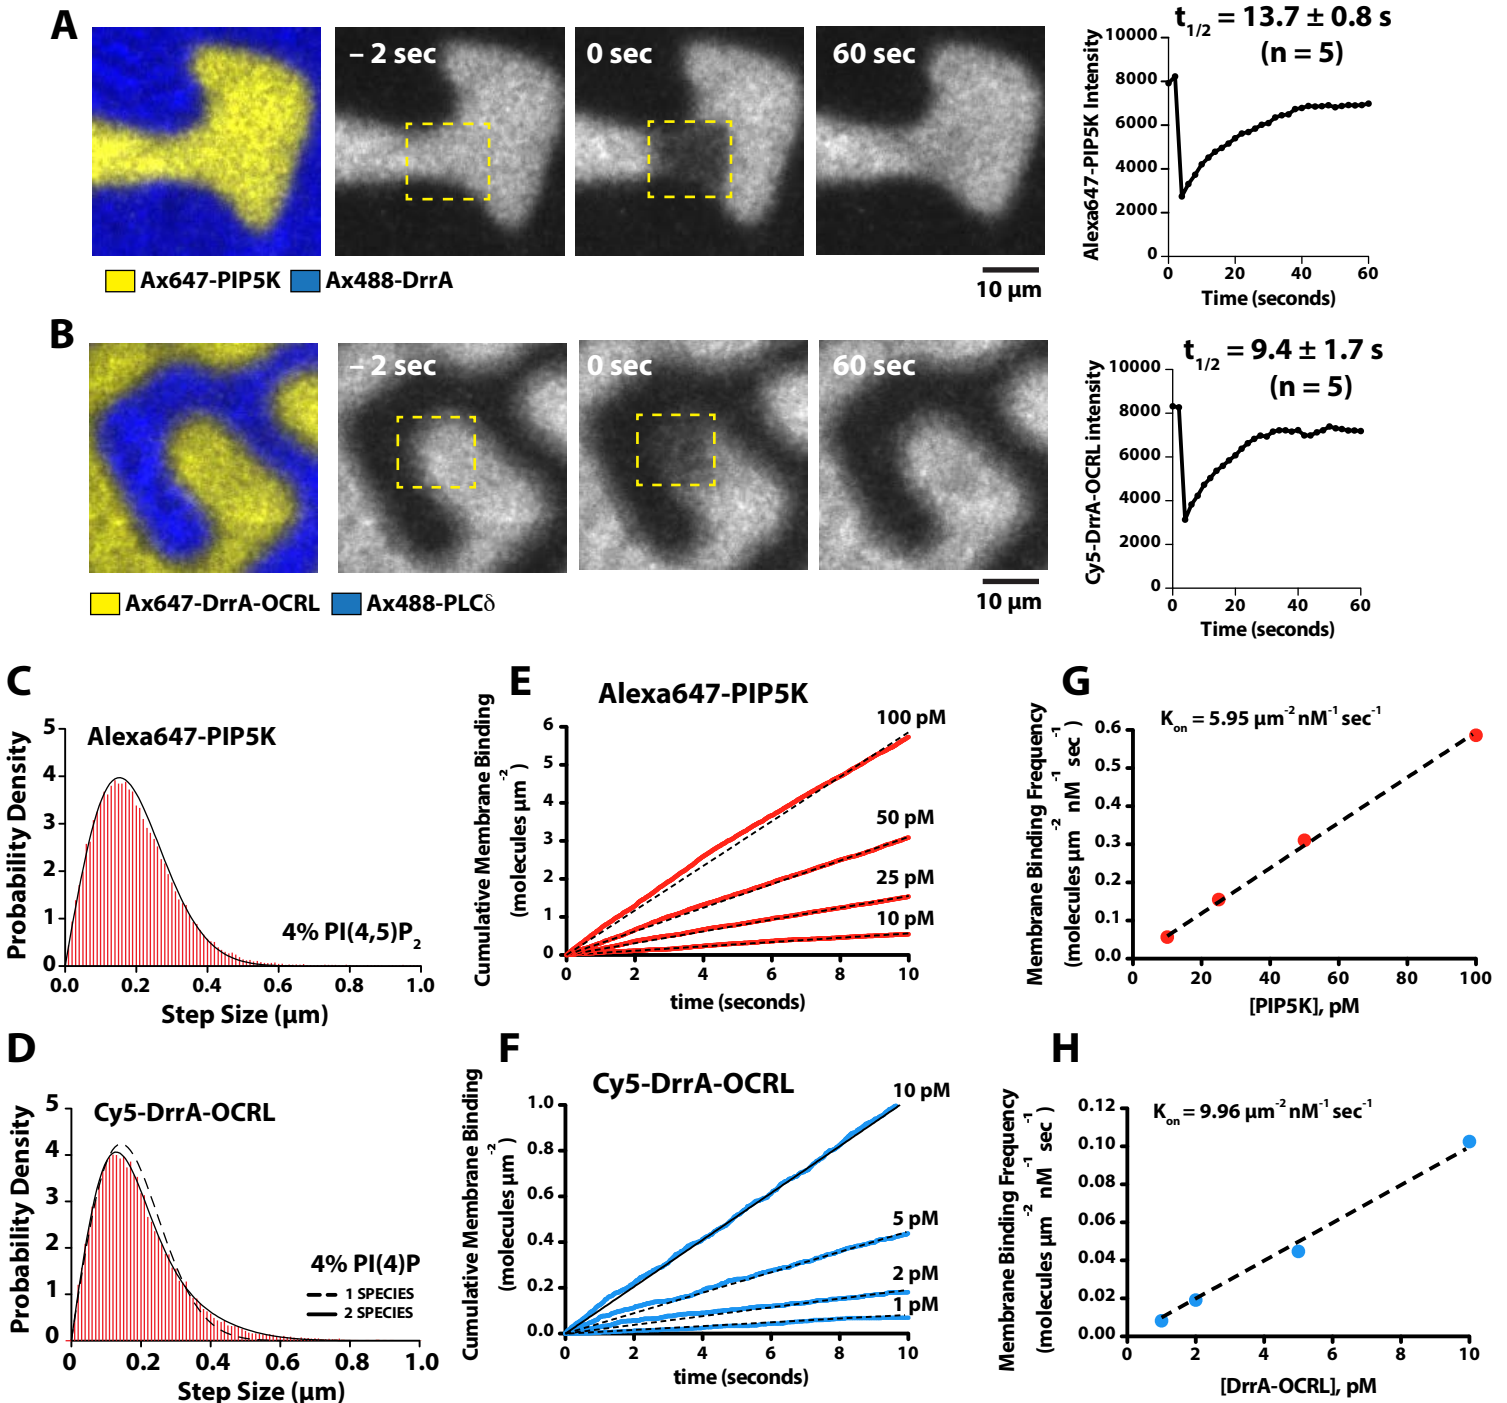 A
– 2 sec
0 sec
60 sec
t1/2 = 13.7 ± 0.8 s
(n = 5)
Alexa647-PIP5K Intensity
10000
8000
6000
4000
2000
0
0 20 40 60
Time (seconds)
Ax647-PIP5K Ax488-DrrA
10 µm
B
– 2 sec
0 sec
60 sec
t1/2 = 9.4 ± 1.7 s
(n = 5)
Cy5-DrrA-OCRL intensity
10000
8000
6000
4000
2000
0
0 20 40 60
Time (seconds)
Ax647-DrrA-OCRL Ax488-PLCδ
10 µm
C
Alexa647-PIP5K
Probability Density
5
4
3
2
1
0
4% PI(4,5)P2
0.0 0.2 0.4 0.6 0.8 1.0
Step Size (µm)
E
Alexa647-PIP5K
Cumulative Membrane Binding
(molecules µm-2)
6
5
4
3
2
1
0
100 pM
50 pM
25 pM
10 pM
0 2 4 6 8 10
time (seconds)
G
Kon = 5.95 µm-2 nM-1 sec-1
Membrane Binding Frequency
(molecules µm-2 nM-1 sec-1)
0.6
0.6
0.3
0.2
0.1
0.0
0 20 40 60 80 100
[PIP5K], pM
D
Cy5-DrrA-OCRL
Probability Density
5
4
3
2
1
0
4% PI(4)P
1 SPECIES
2 SPECIES
0 0.2 0.4 0.6 0.8 1.0
Step Size (µm)
F
Cy5-DrrA-OCRL
Cumulative Membrane Binding
(molecules µm-2)
1.0
0.8
0.6
0.4
0.2
0.0
10 pM
5 pM
2 pM
1 pM
0 2 4 6 8 10
time (seconds)
H
Kon = 9.96 µm-2 nM-1 sec-1
Membrane Binding Frequency
(molecules µm-2 nM-1 sec-1)
0.12
0.10
0.08
0.06
0.04
0.02
0.00
0 2 4 6 8 10
[DrrA-OCRL], pM